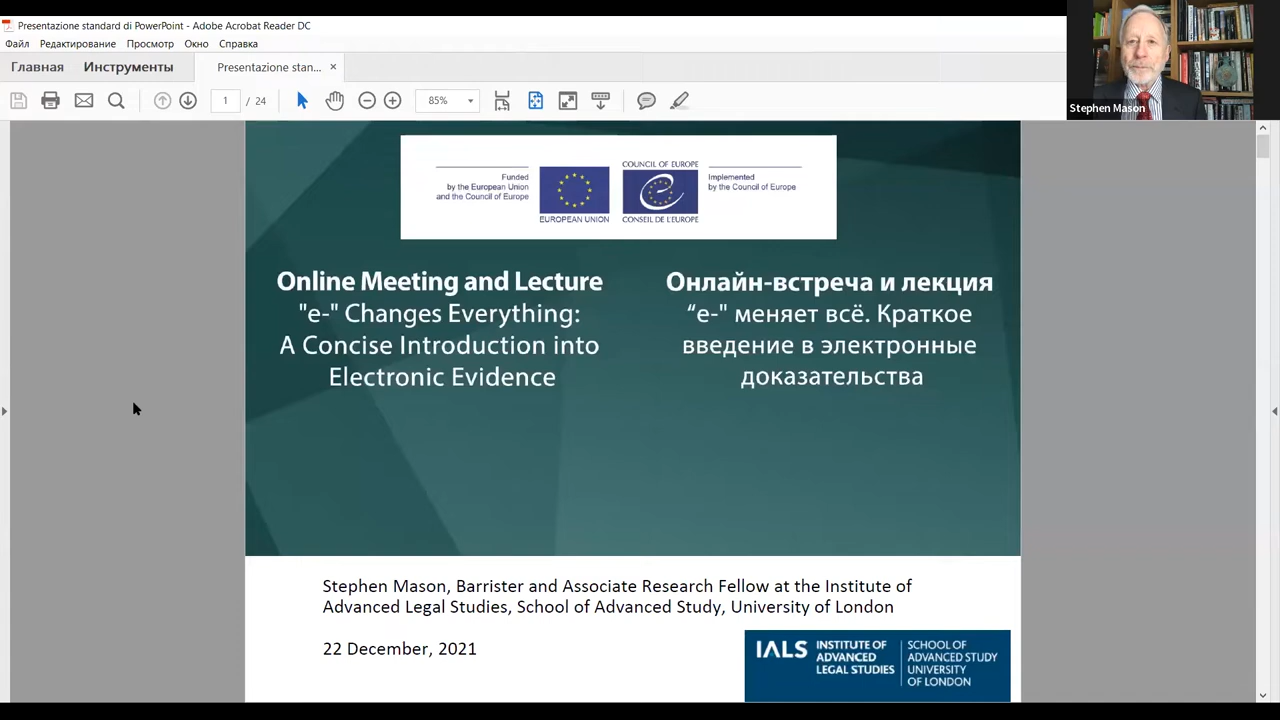 Presentazione standard di PowerPoint - Adobe Acrobat Reader DC
Файл Редактирование Просмотр Окно Справка
Главная Инструменты Presentazione stan... ×
1 / 24 85%
Stephen Mason
Funded
by the European Union
and the Council of Europe
EUROPEAN UNION
COUNCIL OF EUROPE
CONSEIL DE L'EUROPE
Implemented
by the Council of Europe
Online Meeting and Lecture
"e-" Changes Everything:
A Concise Introduction into
Electronic Evidence
Онлайн-встреча и лекция
“e-" меняет всё. Краткое
введение в электронные
доказательства
Stephen Mason, Barrister and Associate Research Fellow at the Institute of
Advanced Legal Studies, School of Advanced Study, University of London
22 December, 2021
IALS
INSTITUTE OF
ADVANCED
LEGAL STUDIES
SCHOOL OF
ADVANCED STUDY
UNIVERSITY
OF LONDON